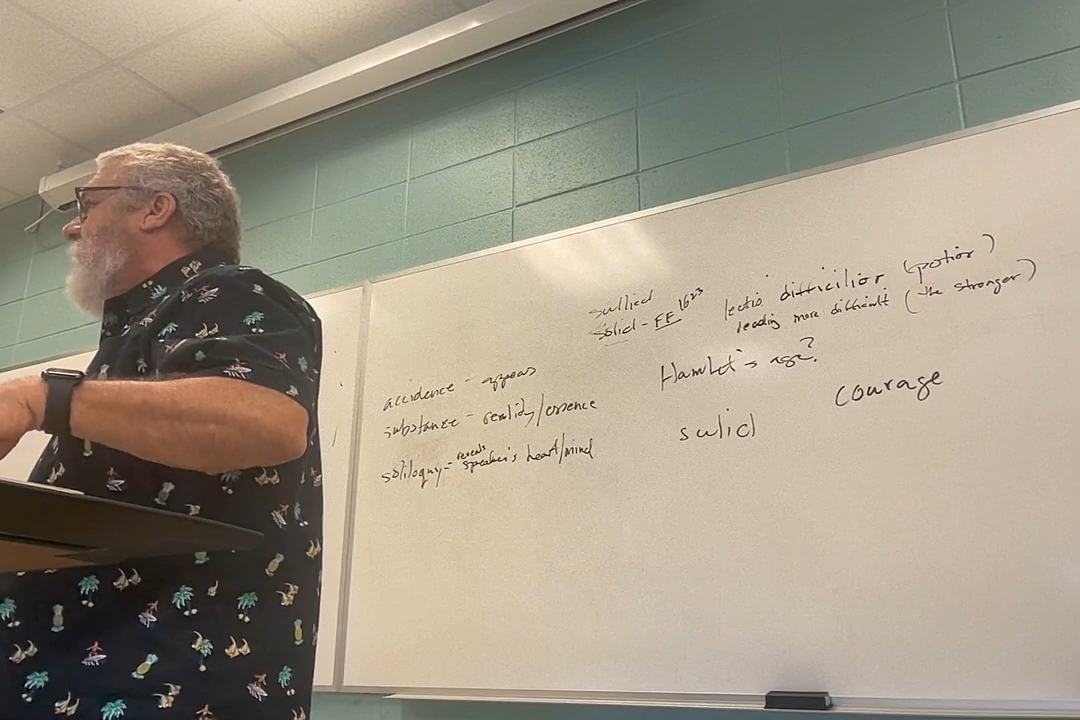 accidence - appears
substance - reality/essence
soliloquy = reveals speaker's heart/mind
sullied
solid - FF 1623
lectio difficilior (potior)
reading more difficult (the stronger)
Hamlet's age?
courage
sulid